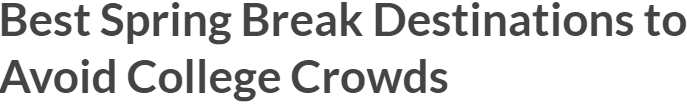 Best Spring Break Destinations to
Avoid College Crowds